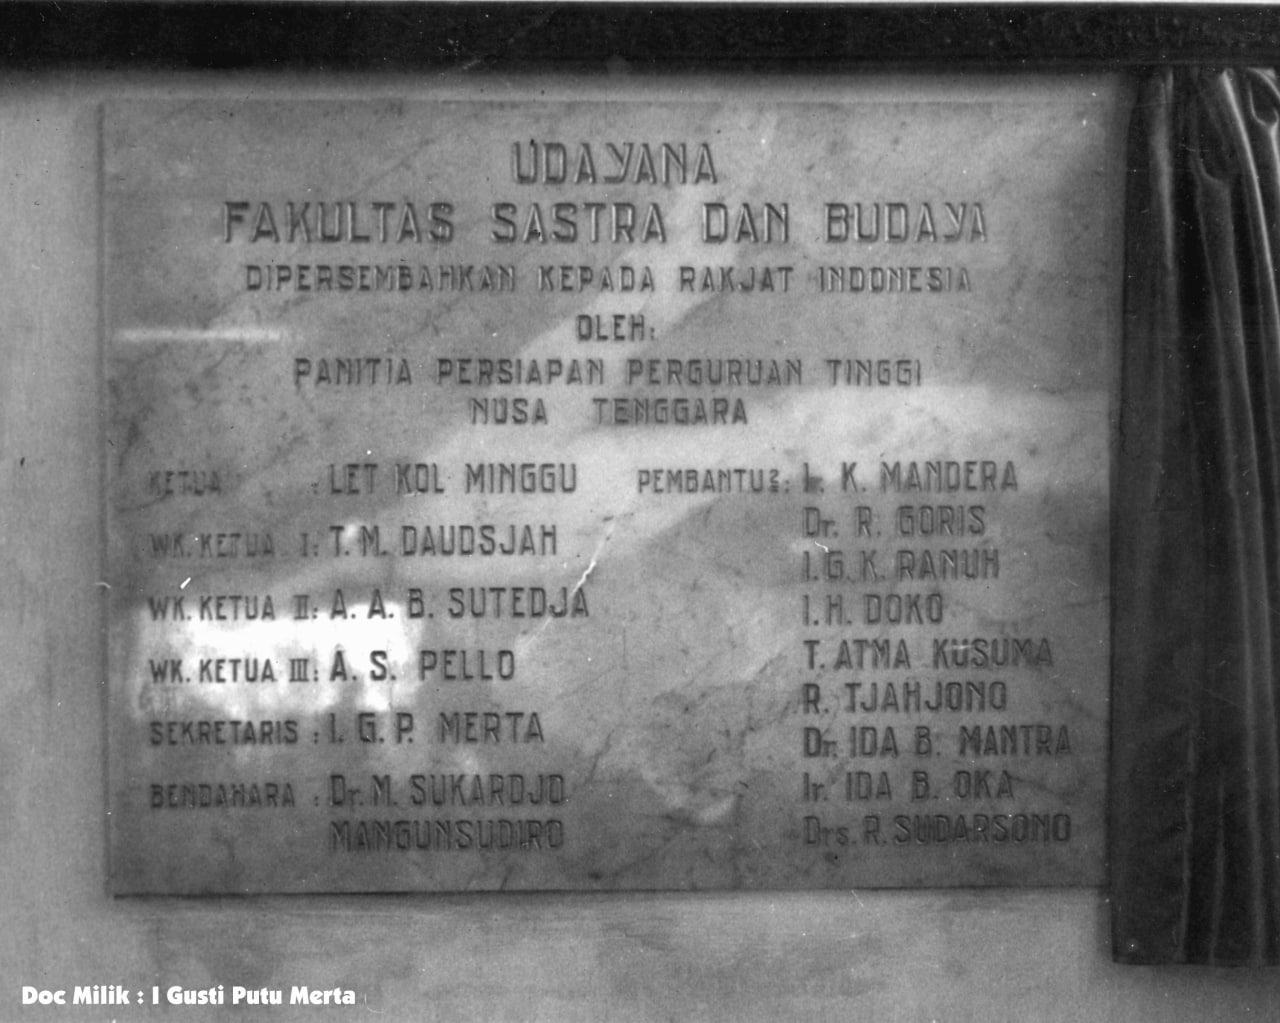 UDAYANA
FAKULTAS SASTRA DAN BUDAYA
DIPERSEMBAHKAN KEPADA RAKJAT INDONESIA
OLEH:
PANITIA PERSIAPAN PERGURUAN TINGGI
NUSA TENGGARA
KETUA : LET KOL MINGGU
WK. KETUA I: T. M. DAUDSJAH
WK. KETUA II: A. A. B. SUTEDJA
WK. KETUA III: A. S. PELLO
SEKRETARIS : I. G. P. MERTA
BENDAHARA : Dr. M. SUKARDJO
MANGUNSUDIRO
PEMBANTU2: Ir. K. MANDERA
Dr. R. GORIS
I. G. K. RANUH
I. H. DOKO
T. ATMA KUSUMA
R. TJAHJONO
Dr. IDA B. MANTRA
Ir. IDA B. OKA
Drs. R. SUDARSONO
Doc Milik : I Gusti Putu Merta